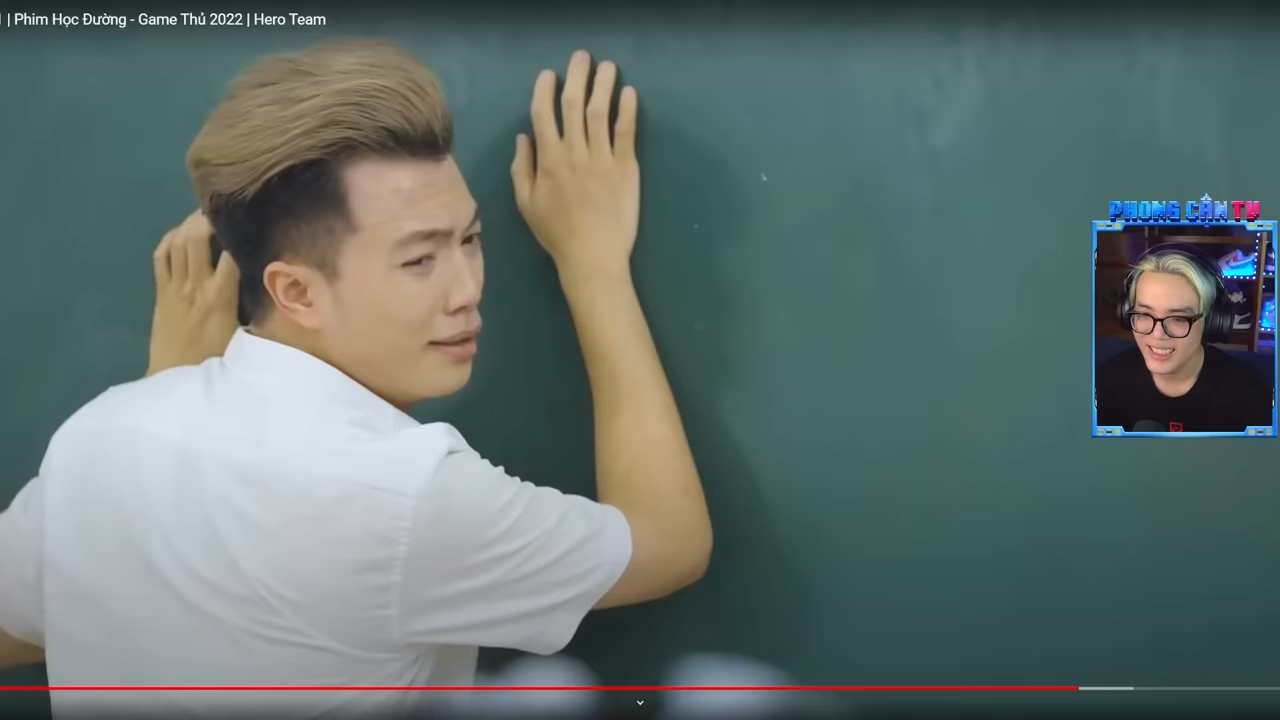 | Phim Học Đường - Game Thủ 2022 | Hero Team
PHONG CẬN TV